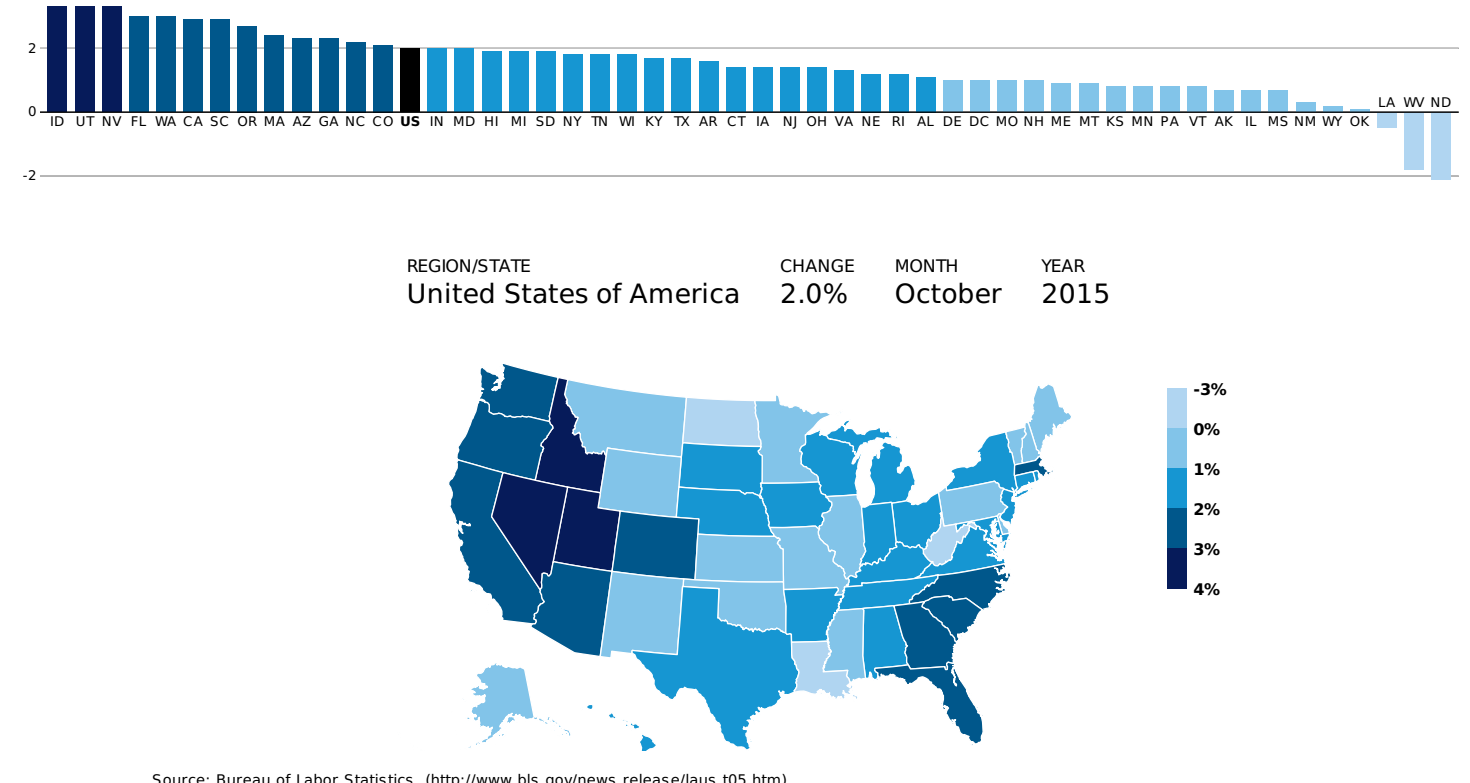 2
0
LA WV ND
ID UT NV FL WA CA SC OR MA AZ GA NC CO US IN MD HI MI SD NY TN WI KY TX AR CT IA NJ OH VA NE RI AL DE DC MO NH ME MT KS MN PA VT AK IL MS NM WY OK
-2
REGION/STATE CHANGE MONTH YEAR
United States of America 2.0% October 2015
-3%
0%
1%
2%
3%
4%
Source: Bureau of Labor Statistics (http://www.bls.gov/news.release/laus.t05.htm)